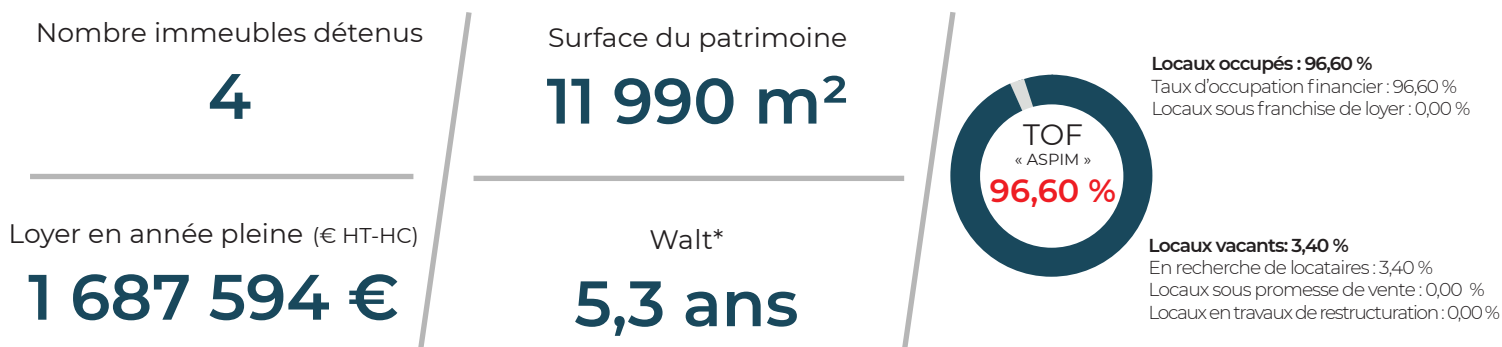 Nombre immeubles détenus
4
Loyer en année pleine (€ HT-HC)
1 687 594 €
Surface du patrimoine
11 990 m²
Walt*
5,3 ans
TOF
« ASPIM »
96,60 %
Locaux occupés : 96,60 %
Taux d’occupation financier : 96,60 %
Locaux sous franchise de loyer : 0,00 %
Locaux vacants: 3,40 %
En recherche de locataires : 3,40 %
Locaux sous promesse de vente : 0,00 %
Locaux en travaux de restructuration : 0,00 %